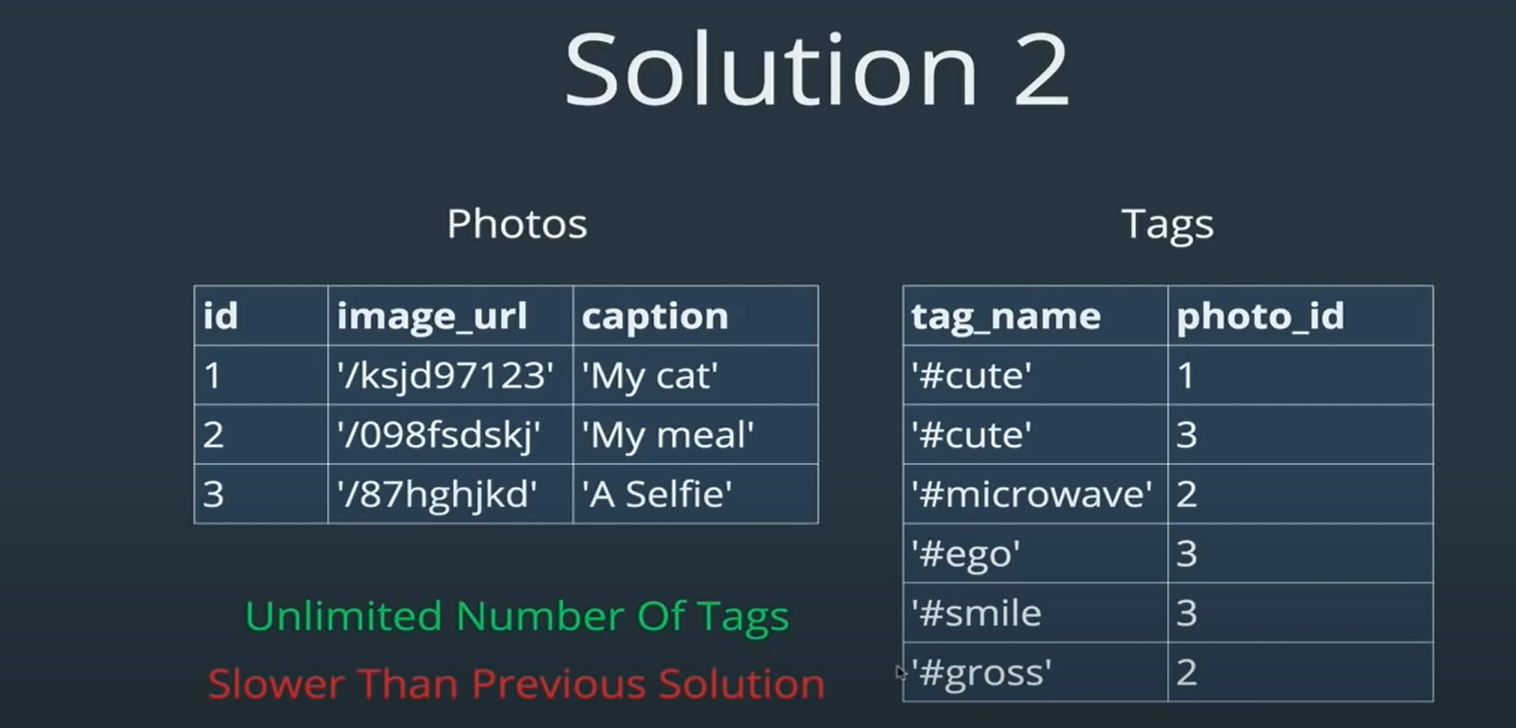 Solution 2
Photos
id image_url caption
1 '/ksjd97123' 'My cat'
2 '/098fsdskj' 'My meal'
3 '/87hghjkd' 'A Selfie'
Unlimited Number Of Tags
Slower Than Previous Solution
Tags
tag_name photo_id
'#cute' 1
'#cute' 3
'#microwave' 2
'#ego' 3
'#smile 3
'#gross' 2